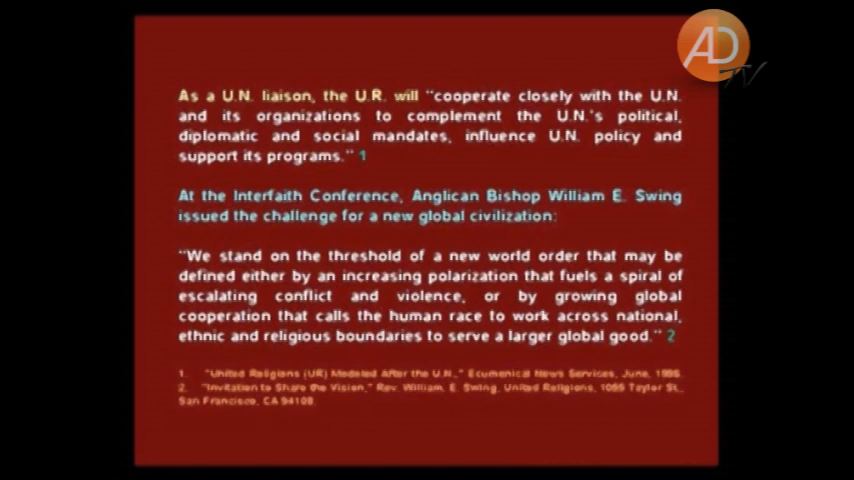 AD
TV
As a U.N. liaison, the U.R. will "cooperate closely with the U.N.
and its organizations to complement the U.N.'s political,
diplomatic and social mandates, influence U.N. policy and
support its programs." 1
At the Interfaith Conference, Anglican Bishop William E. Swing
issued the challenge for a new global civilization:
"We stand on the threshold of a new world order that may be
defined either by an increasing polarization that fuels a spiral of
escalating conflict and violence, or by growing global
cooperation that calls the human race to work across national,
ethnic and religious boundaries to serve a larger global good." 2
1. "United Religions (UR) Modeled After the U.N.," Ecumenical News Services, June,
2. "Invitation to Share the Vision," Rev. William, E. Swing, United Religions, 1055 Taylor St.,
San Francisco, CA 94108.